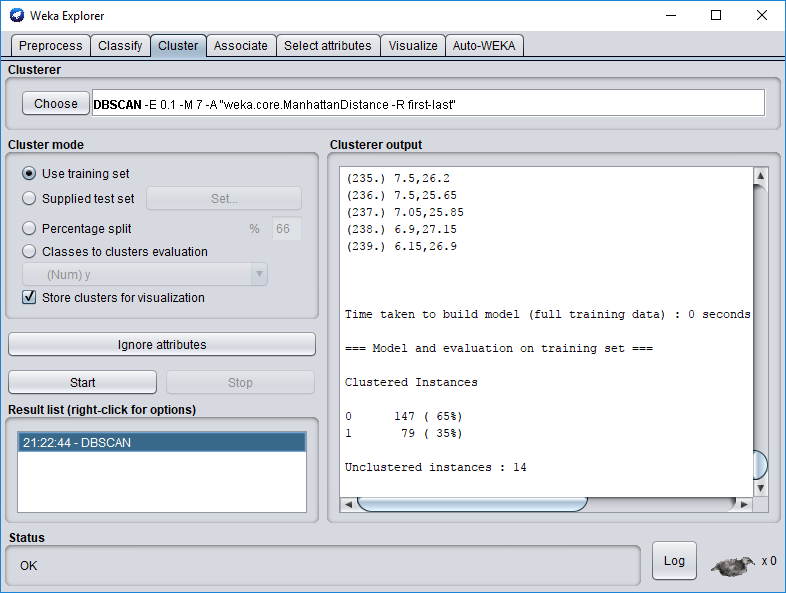 Weka Explorer
Preprocess Classify Cluster Associate Select attributes Visualize Auto-WEKA
Clusterer
Choose DBSCAN -E 0.1 -M 7 -A "weka.core.ManhattanDistance -R first-last"
Cluster mode
Use training set
Supplied test set Set...
Percentage split % 66
Classes to clusters evaluation
(Num) y
Store clusters for visualization
Ignore attributes
Start Stop
Result list (right-click for options)
21:22:44 - DBSCAN
Clusterer output
(235.) 7.5,26.2
(236.) 7.5,25.65
(237.) 7.05,25.85
(238.) 6.9,27.15
(239.) 6.15,26.9
Time taken to build model (full training data) : 0 seconds
=== Model and evaluation on training set ===
Clustered Instances
0 147 ( 65%)
1 79 ( 35%)
Unclustered instances : 14
Status
OK
Log x 0